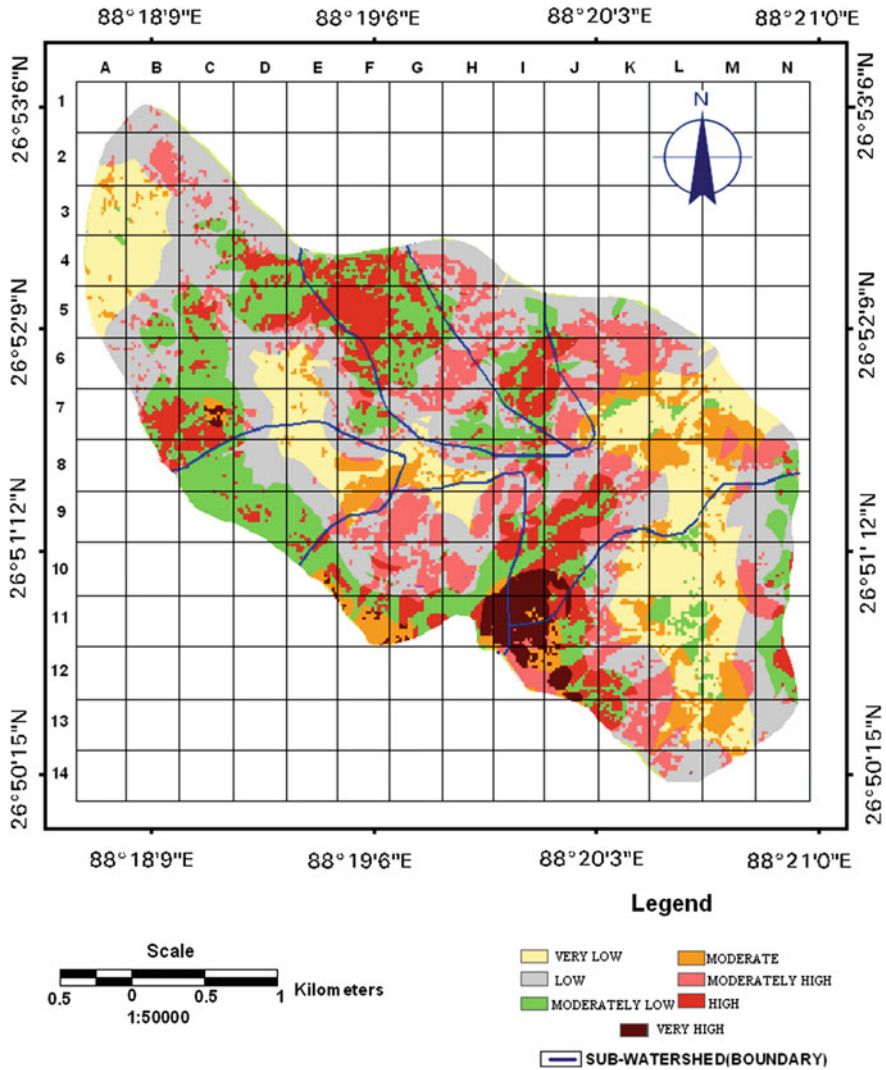 88°18'9"E 88°19'6"E 88°20'3"E 88°21'0"E
A B C D E F G H I J K L M N
N
1
2
3
4
5
6
7
8
9
10
11
12
13
14
26°53'6"N
26°52'9"N
26°51'12"N
26°50'15"N
26°53'6"N
26°52'9"N
26°51' 12"N
26°50'15"N
88°18'9"E 88°19'6"E 88°20'3"E 88°21'0"E
Legend
VERY LOW MODERATE
LOW MODERATELY HIGH
MODERATELY LOW HIGH
VERY HIGH
SUB-WATERSHED(BOUNDARY)
Scale
Kilometers
0.5 0 0.5 1
1:50000